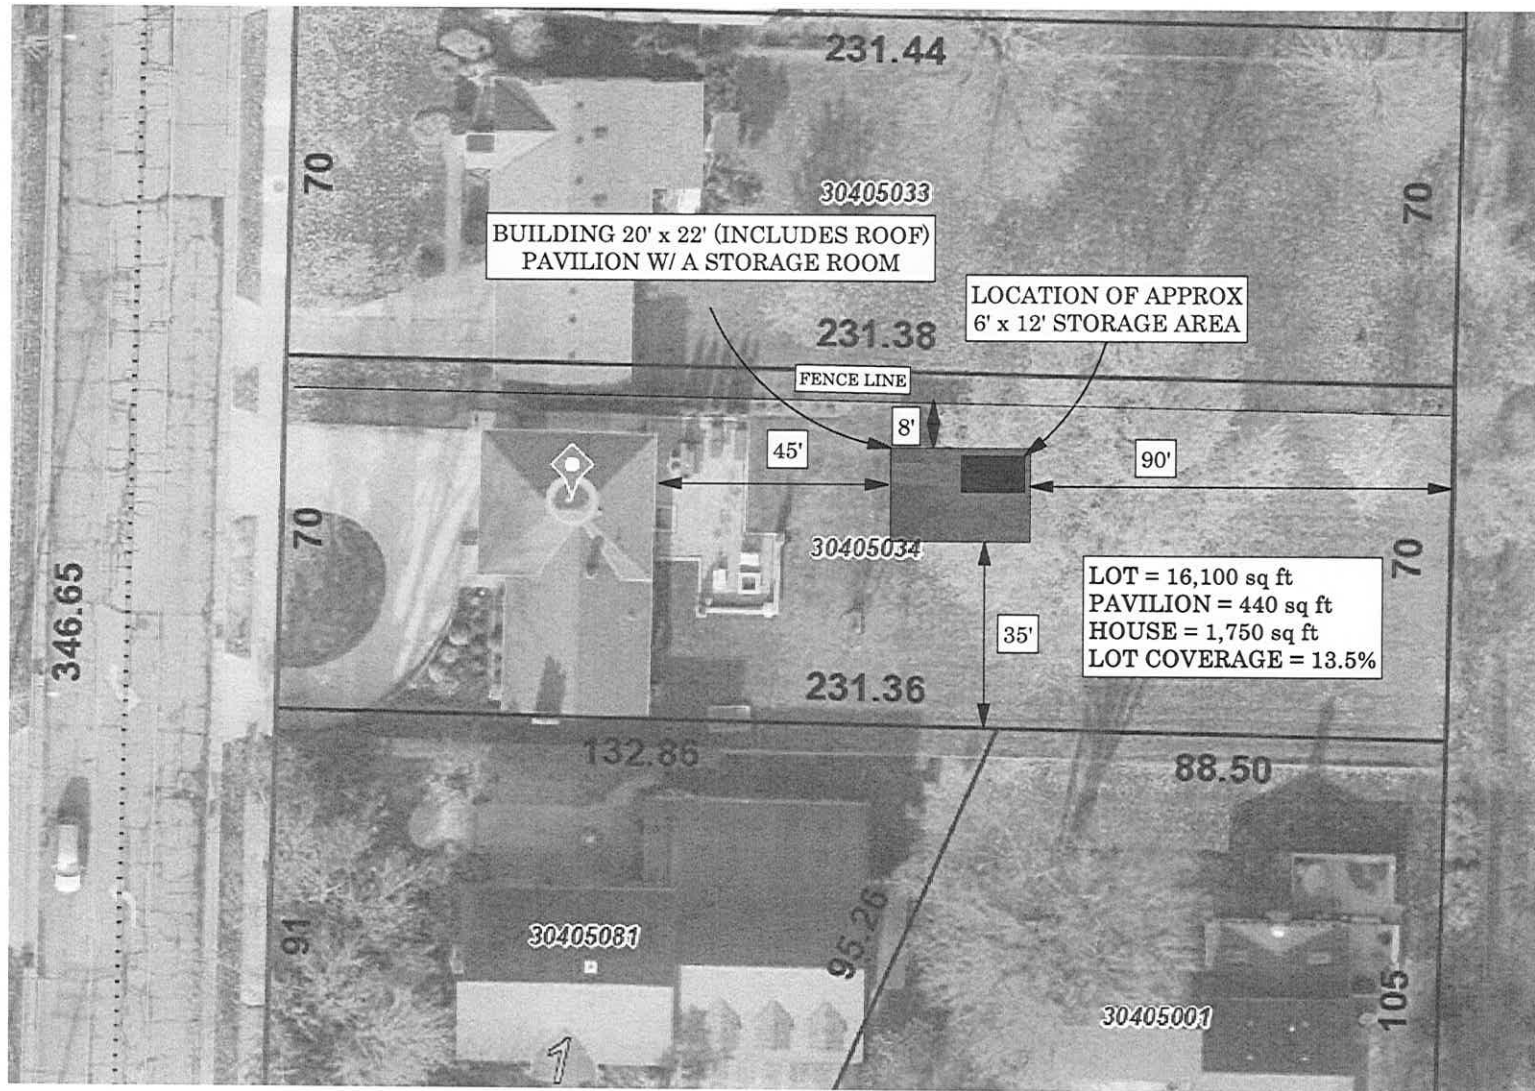 231.44
70
70
30405033
BUILDING 20' x 22' (INCLUDES ROOF)
PAVILION W/ A STORAGE ROOM
LOCATION OF APPROX
6' x 12' STORAGE AREA
231.38
FENCE LINE
8'
45'
90'
70
30405034
70
LOT = 16,100 sq ft
PAVILION = 440 sq ft
HOUSE = 1,750 sq ft
LOT COVERAGE = 13.5%
346.65
35'
231.36
132.86
88.50
91
30405081
95.26
105
30405001
1